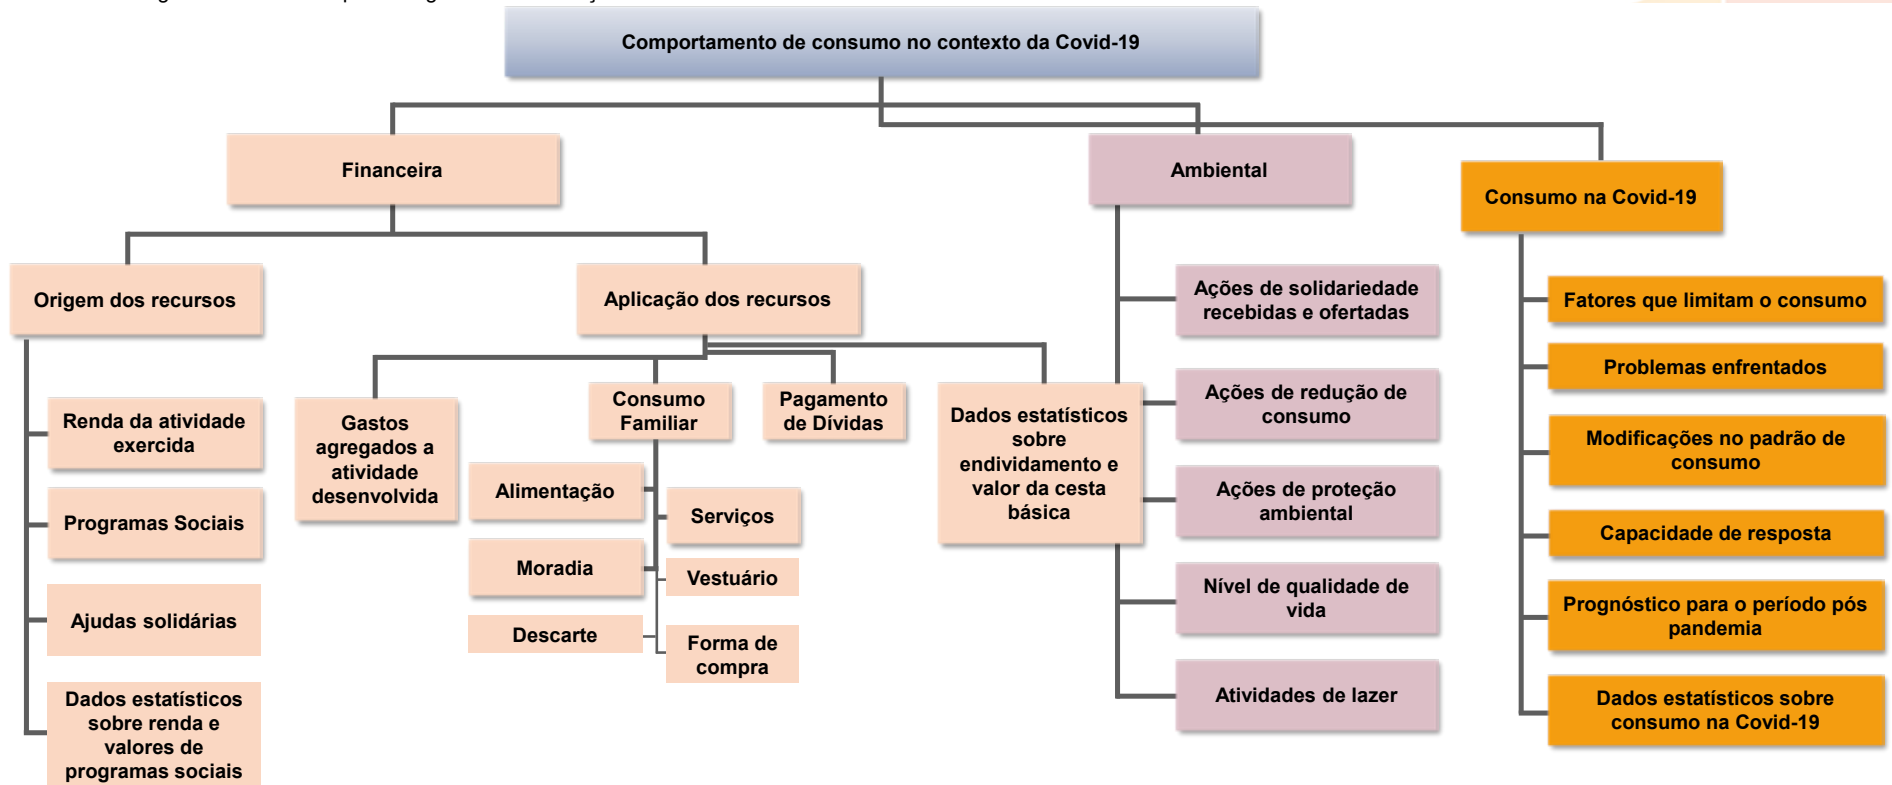 Comportamento de consumo no contexto da Covid-19
Financeira
Ambiental
Consumo na Covid-19
Origem dos recursos
Aplicação dos recursos
Renda da atividade
exercida
Programas Sociais
Ajudas solidárias
Dados estatísticos
sobre renda e
valores de
programas sociais
Gastos
agregados a
atividade
desenvolvida
Consumo
Familiar
Pagamento
de Dívidas
Alimentação
Serviços
Moradia
Vestuário
Descarte
Forma de
compra
Dados estatísticos
sobre
endividamento e
valor da cesta
básica
Ações de solidariedade
recebidas e ofertadas
Ações de redução de
consumo
Ações de proteção
ambiental
Nível de qualidade de
vida
Atividades de lazer
Fatores que limitam o consumo
Problemas enfrentados
Modificações no padrão de
consumo
Capacidade de resposta
Prognóstico para o período pós
pandemia
Dados estatísticos sobre
consumo na Covid-19